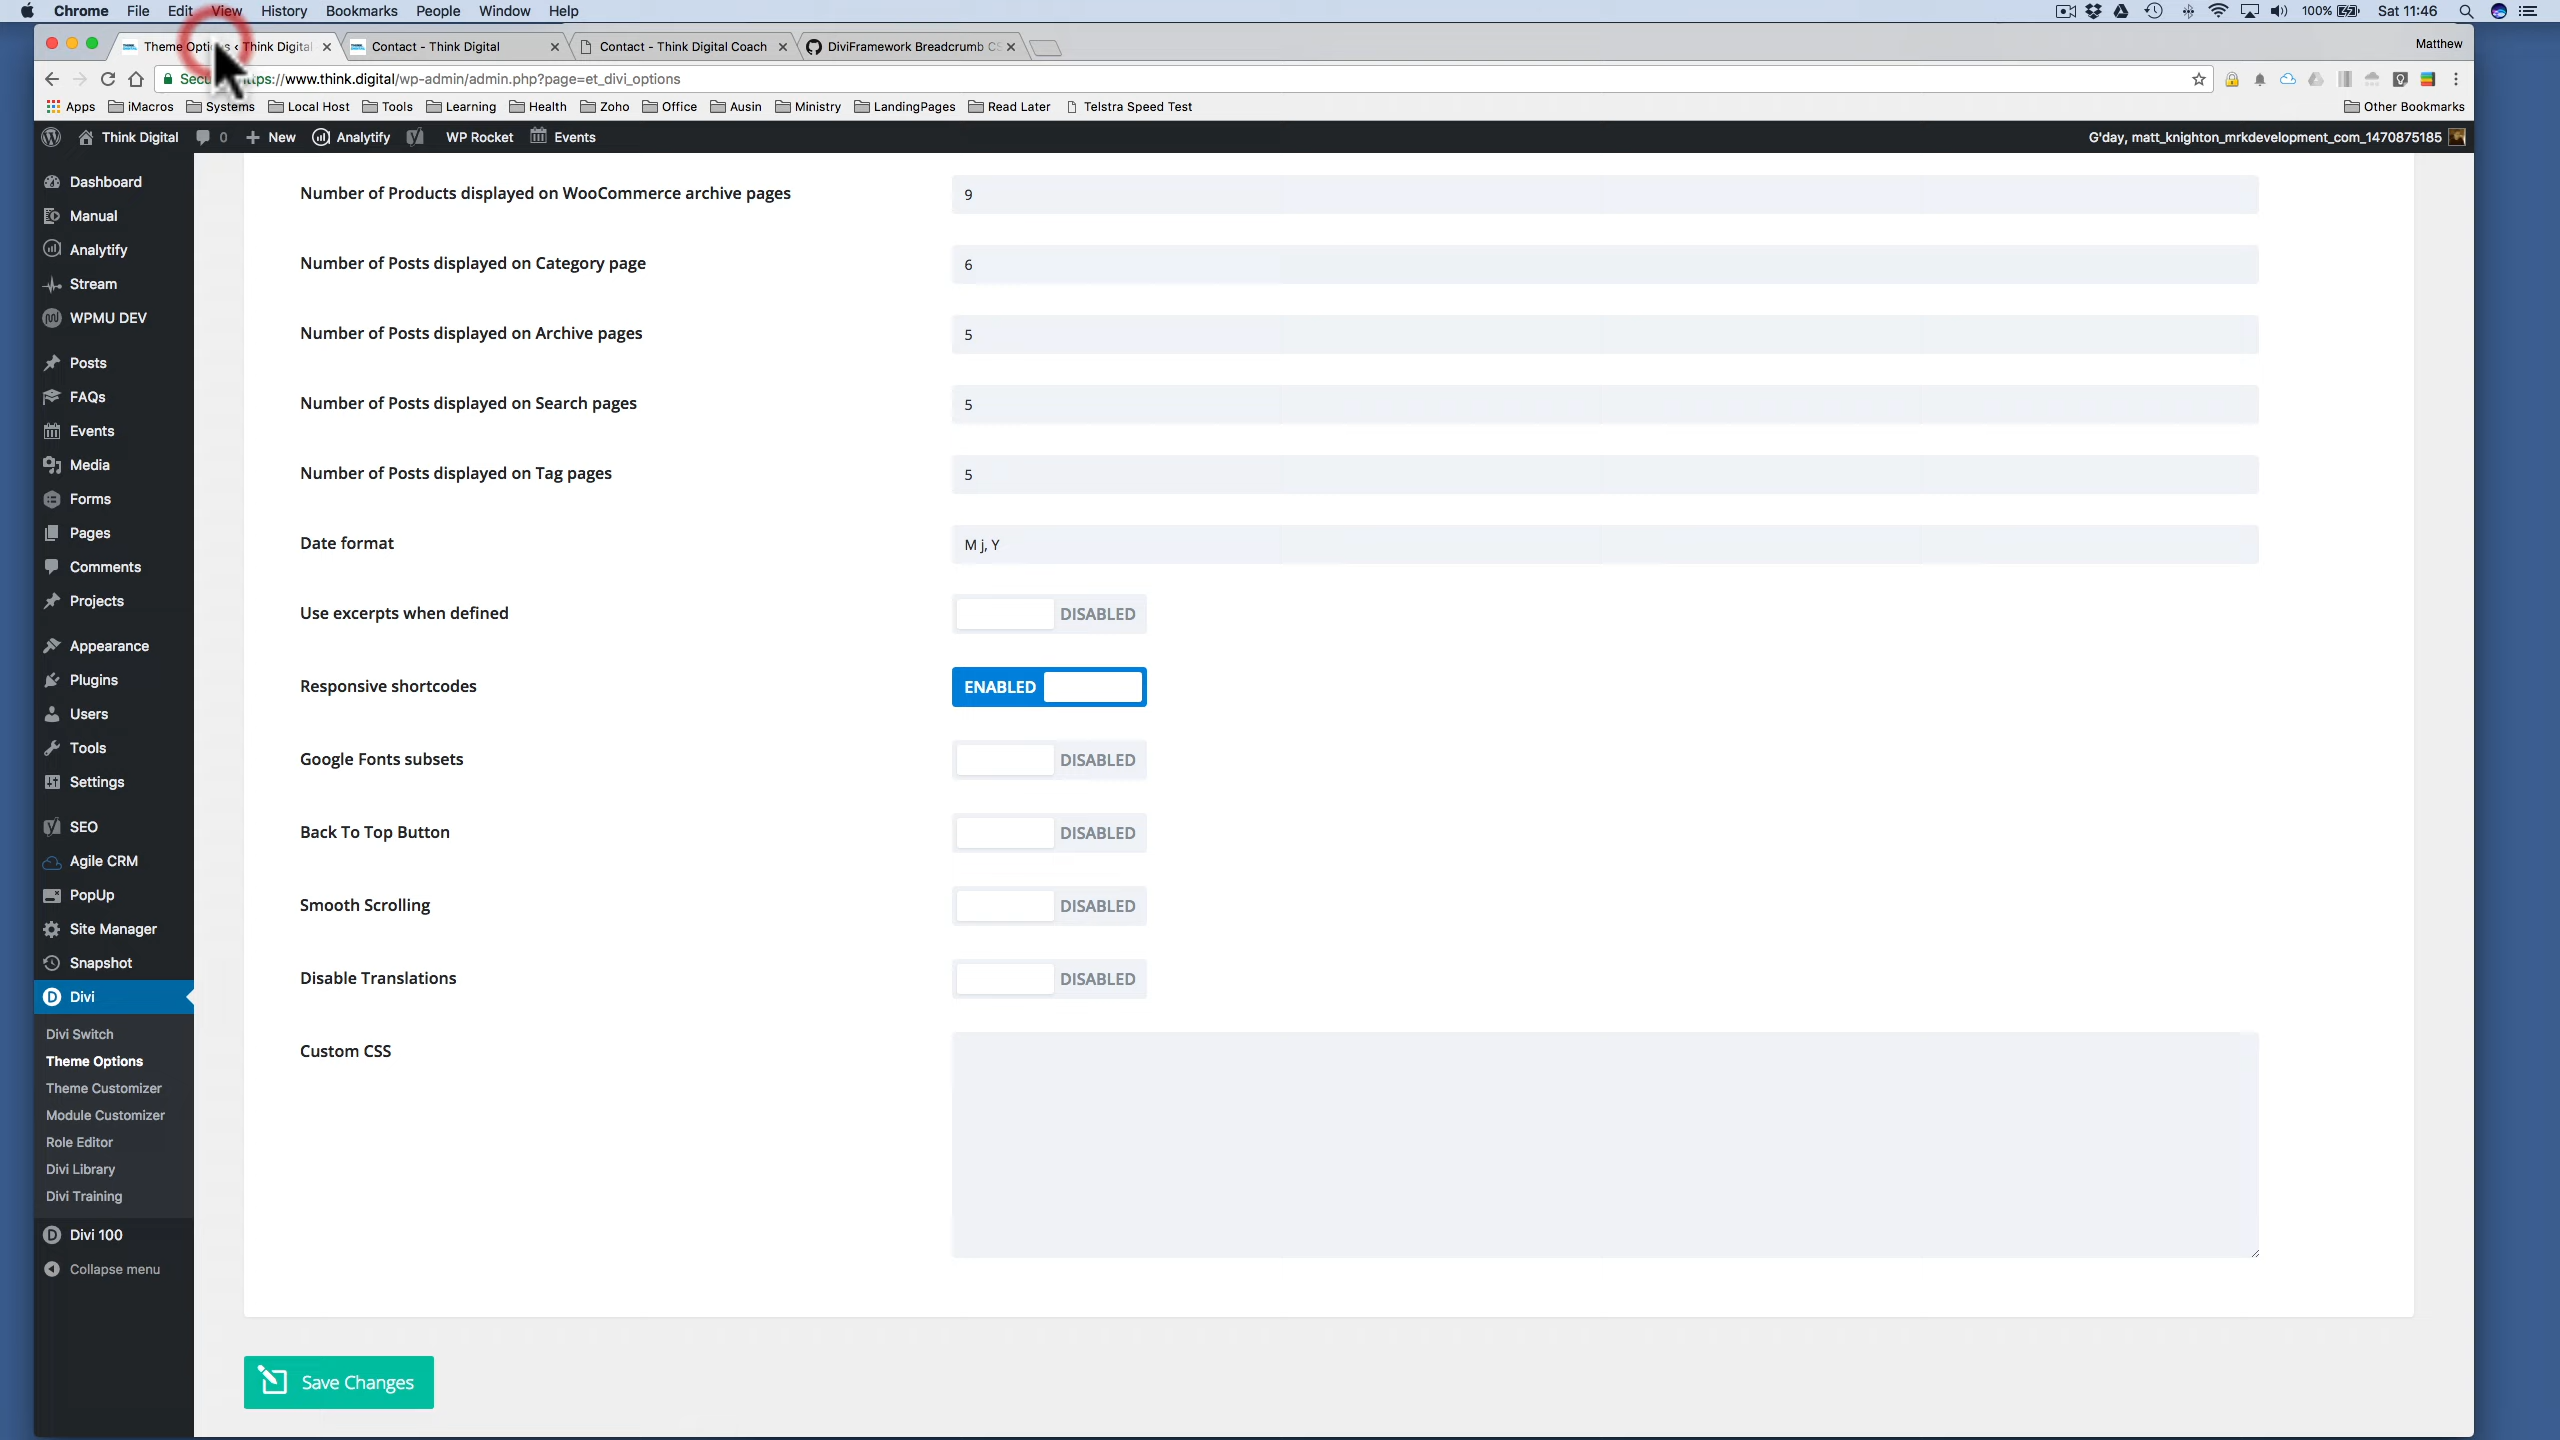 Chrome File Edit View History Bookmarks People Window Help 100% Sat 11:46
Think Digital Contact - Think Digital Contact - Think Digital Coach DiviFramework Breadcrumb CS Matthew
://www.think.digital/wp-admin/admin.php?page=et_divi_options
Apps iMacros Systems Local Host Tools Learning Health Zoho Office Ausin Ministry LandingPages Read Later Telstra Speed Test Other Bookmarks
Think Digital 0 New Analytify WP Rocket Events G'day, matt_knighton_mrkdevelopment_com_1470875185
Dashboard
Manual
Analytify
Stream
WPMU DEV
Posts
FAQs
Events
Media
Forms
Pages
Comments
Projects
Appearance
Plugins
Users
Tools
Settings
SEO
Agile CRM
PopUp
Site Manager
Snapshot
Divi
Divi Switch
Theme Options
Theme Customizer
Module Customizer
Role Editor
Divi Library
Divi Training
Divi 100
Collapse menu
Number of Products displayed on WooCommerce archive pages 9
Number of Posts displayed on Category page 6
Number of Posts displayed on Archive pages 5
Number of Posts displayed on Search pages 5
Number of Posts displayed on Tag pages 5
Date format M j, Y
Use excerpts when defined DISABLED
Responsive shortcodes ENABLED
Google Fonts subsets DISABLED
Back To Top Button DISABLED
Smooth Scrolling DISABLED
Disable Translations DISABLED
Custom CSS
Save Changes